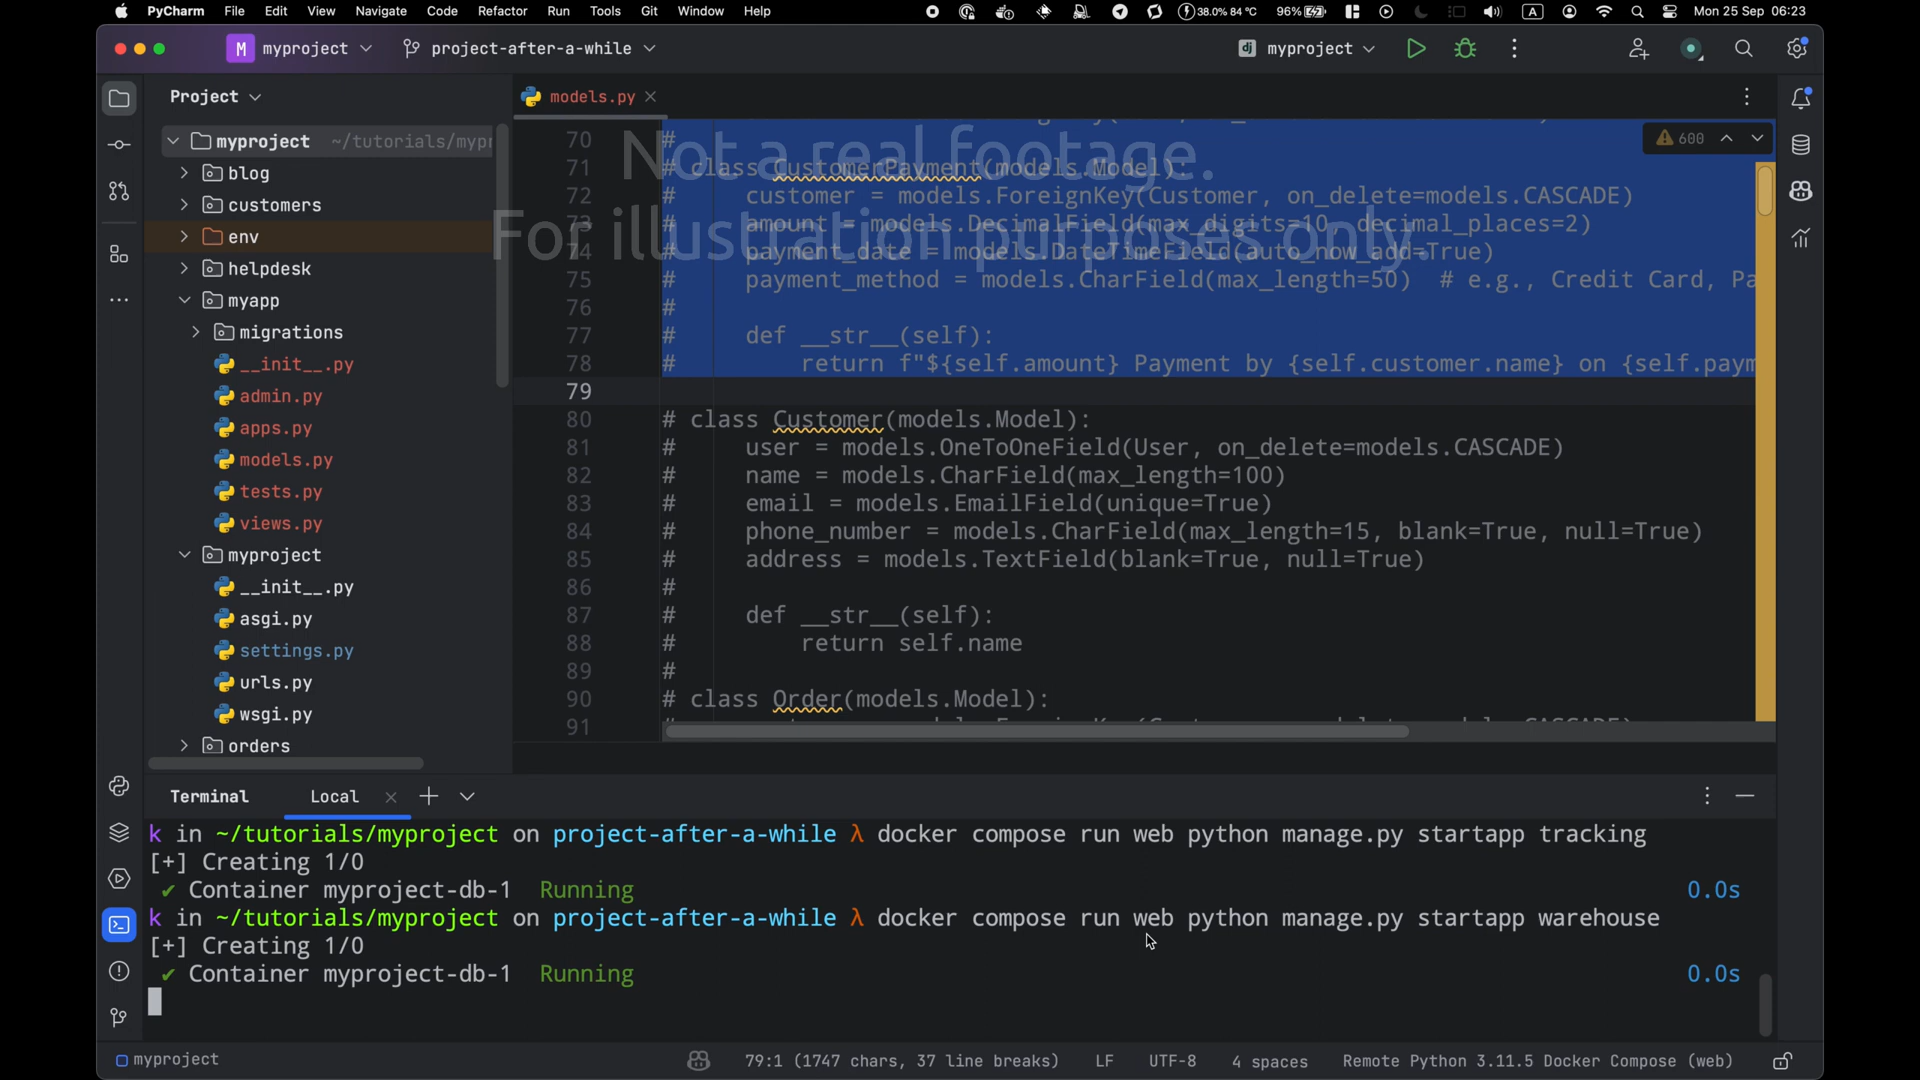 PyCharm File Edit View Navigate Code Refactor Run Tools Git Window Help 38.0% 84 °C 96% A Mon 25 Sep 06:23
M myproject project-after-a-while dj myproject
Project models.py
myproject ~/tutorials/mypr
blog
customers
env
helpdesk
myapp
migrations
__init__.py
admin.py
apps.py
models.py
tests.py
views.py
myproject
__init__.py
asgi.py
settings.py
urls.py
wsgi.py
orders
Not a real footage.
For illustration purposes only.
600
70 #
71 # class CustomerPayment(models.Model):
72 #     customer = models.ForeignKey(Customer, on_delete=models.CASCADE)
73 #     amount = models.DecimalField(max_digits=10, decimal_places=2)
74 #     payment_date = models.DateTimeField(auto_now_add=True)
75 #     payment_method = models.CharField(max_length=50)  # e.g., Credit Card, Pa
76 #
77 #     def __str__(self):
78 #         return f"${self.amount} Payment by {self.customer.name} on {self.paym
79
80 # class Customer(models.Model):
81 #     user = models.OneToOneField(User, on_delete=models.CASCADE)
82 #     name = models.CharField(max_length=100)
83 #     email = models.EmailField(unique=True)
84 #     phone_number = models.CharField(max_length=15, blank=True, null=True)
85 #     address = models.TextField(blank=True, null=True)
86 #
87 #     def __str__(self):
88 #         return self.name
89 #
90 # class Order(models.Model):
91
Terminal Local
k in ~/tutorials/myproject on project-after-a-while λ docker compose run web python manage.py startapp tracking
[+] Creating 1/0
✔ Container myproject-db-1  Running 0.0s
k in ~/tutorials/myproject on project-after-a-while λ docker compose run web python manage.py startapp warehouse
[+] Creating 1/0
✔ Container myproject-db-1  Running 0.0s
myproject 79:1 (1747 chars, 37 line breaks) LF UTF-8 4 spaces Remote Python 3.11.5 Docker Compose (web)